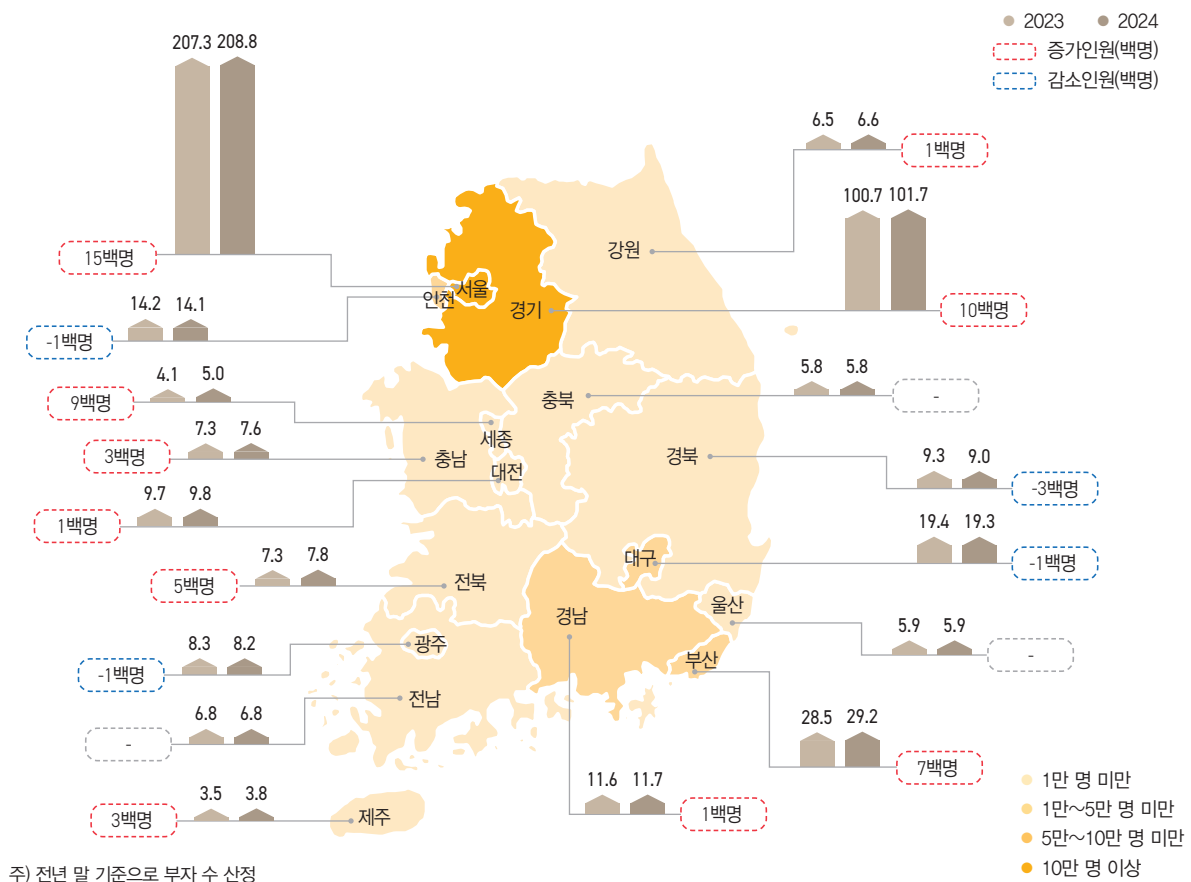 2023 2024
증가인원(백명)
감소인원(백명)
207.3 208.8
15백명
서울
6.5 6.6
1백명
강원
100.7 101.7
10백명
경기
14.2 14.1
-1백명
인천
4.1 5.0
9백명
세종
5.8 5.8
-
충북
7.3 7.6
3백명
충남
9.3 9.0
-3백명
경북
9.7 9.8
1백명
대전
19.4 19.3
-1백명
대구
7.3 7.8
5백명
전북
5.9 5.9
-
울산
8.3 8.2
-1백명
광주
경남
부산
6.8 6.8
-
전남
28.5 29.2
7백명
11.6 11.7
1백명
3.5 3.8
3백명
제주
1만 명 미만
1만~5만 명 미만
5만~10만 명 미만
10만 명 이상
주) 전년 말 기준으로 부자 수 산정